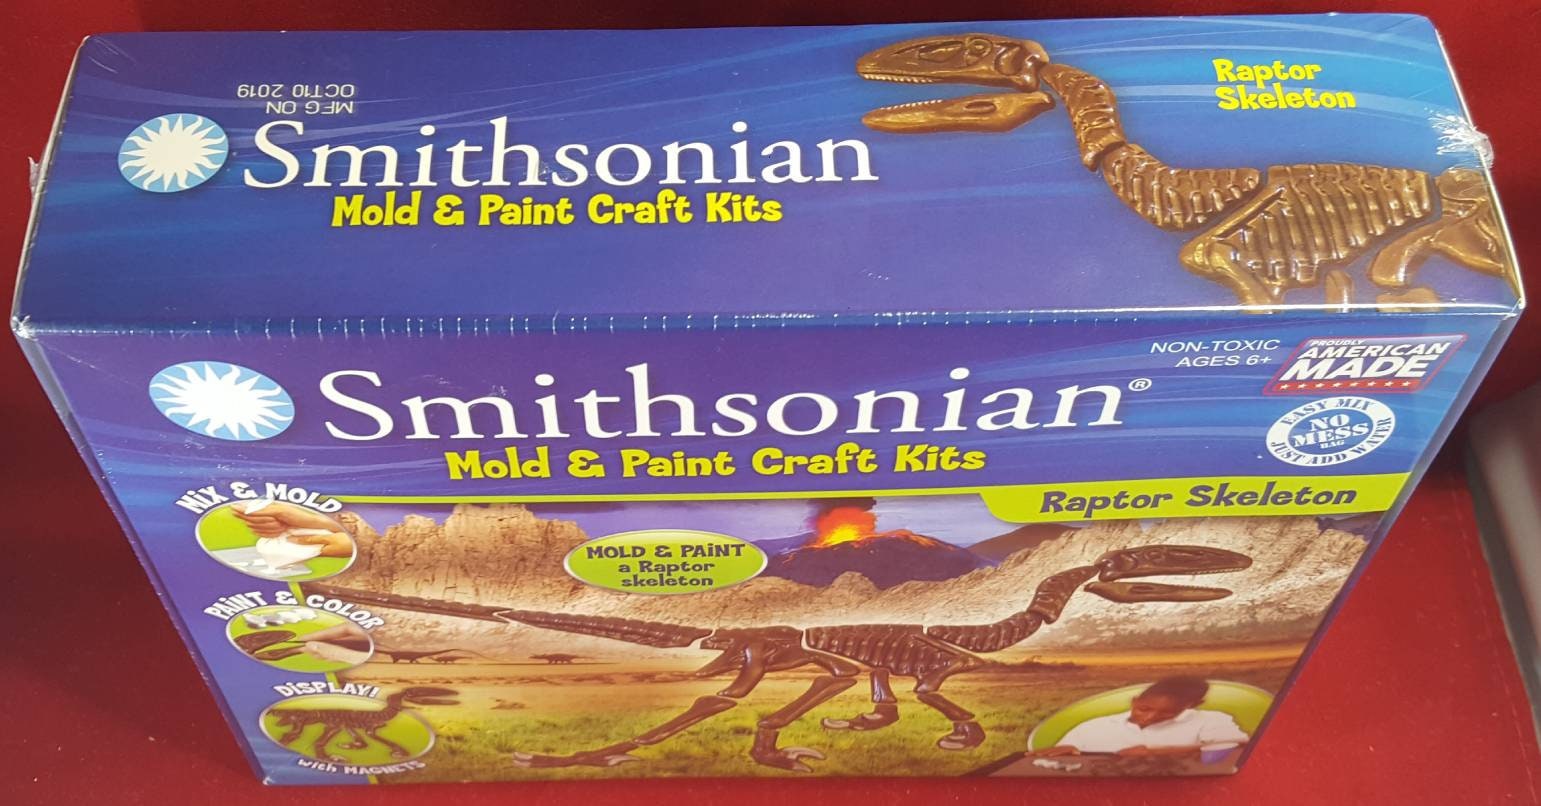 MFG ON
OCT10 2019
Smithsonian
Mold & Paint Craft Kits
Raptor
Skeleton
Smithsonian®
Mold & Paint Craft Kits
NON-TOXIC
AGES 6+
PROUDLY
AMERICAN
MADE
EASY MIX
NO
MESS
BAG
JUST ADD WATER
Raptor Skeleton
MIX & MOLD
PAINT & COLOR
DISPLAY!
with MAGNETS
MOLD & PAINT
a Raptor
skeleton